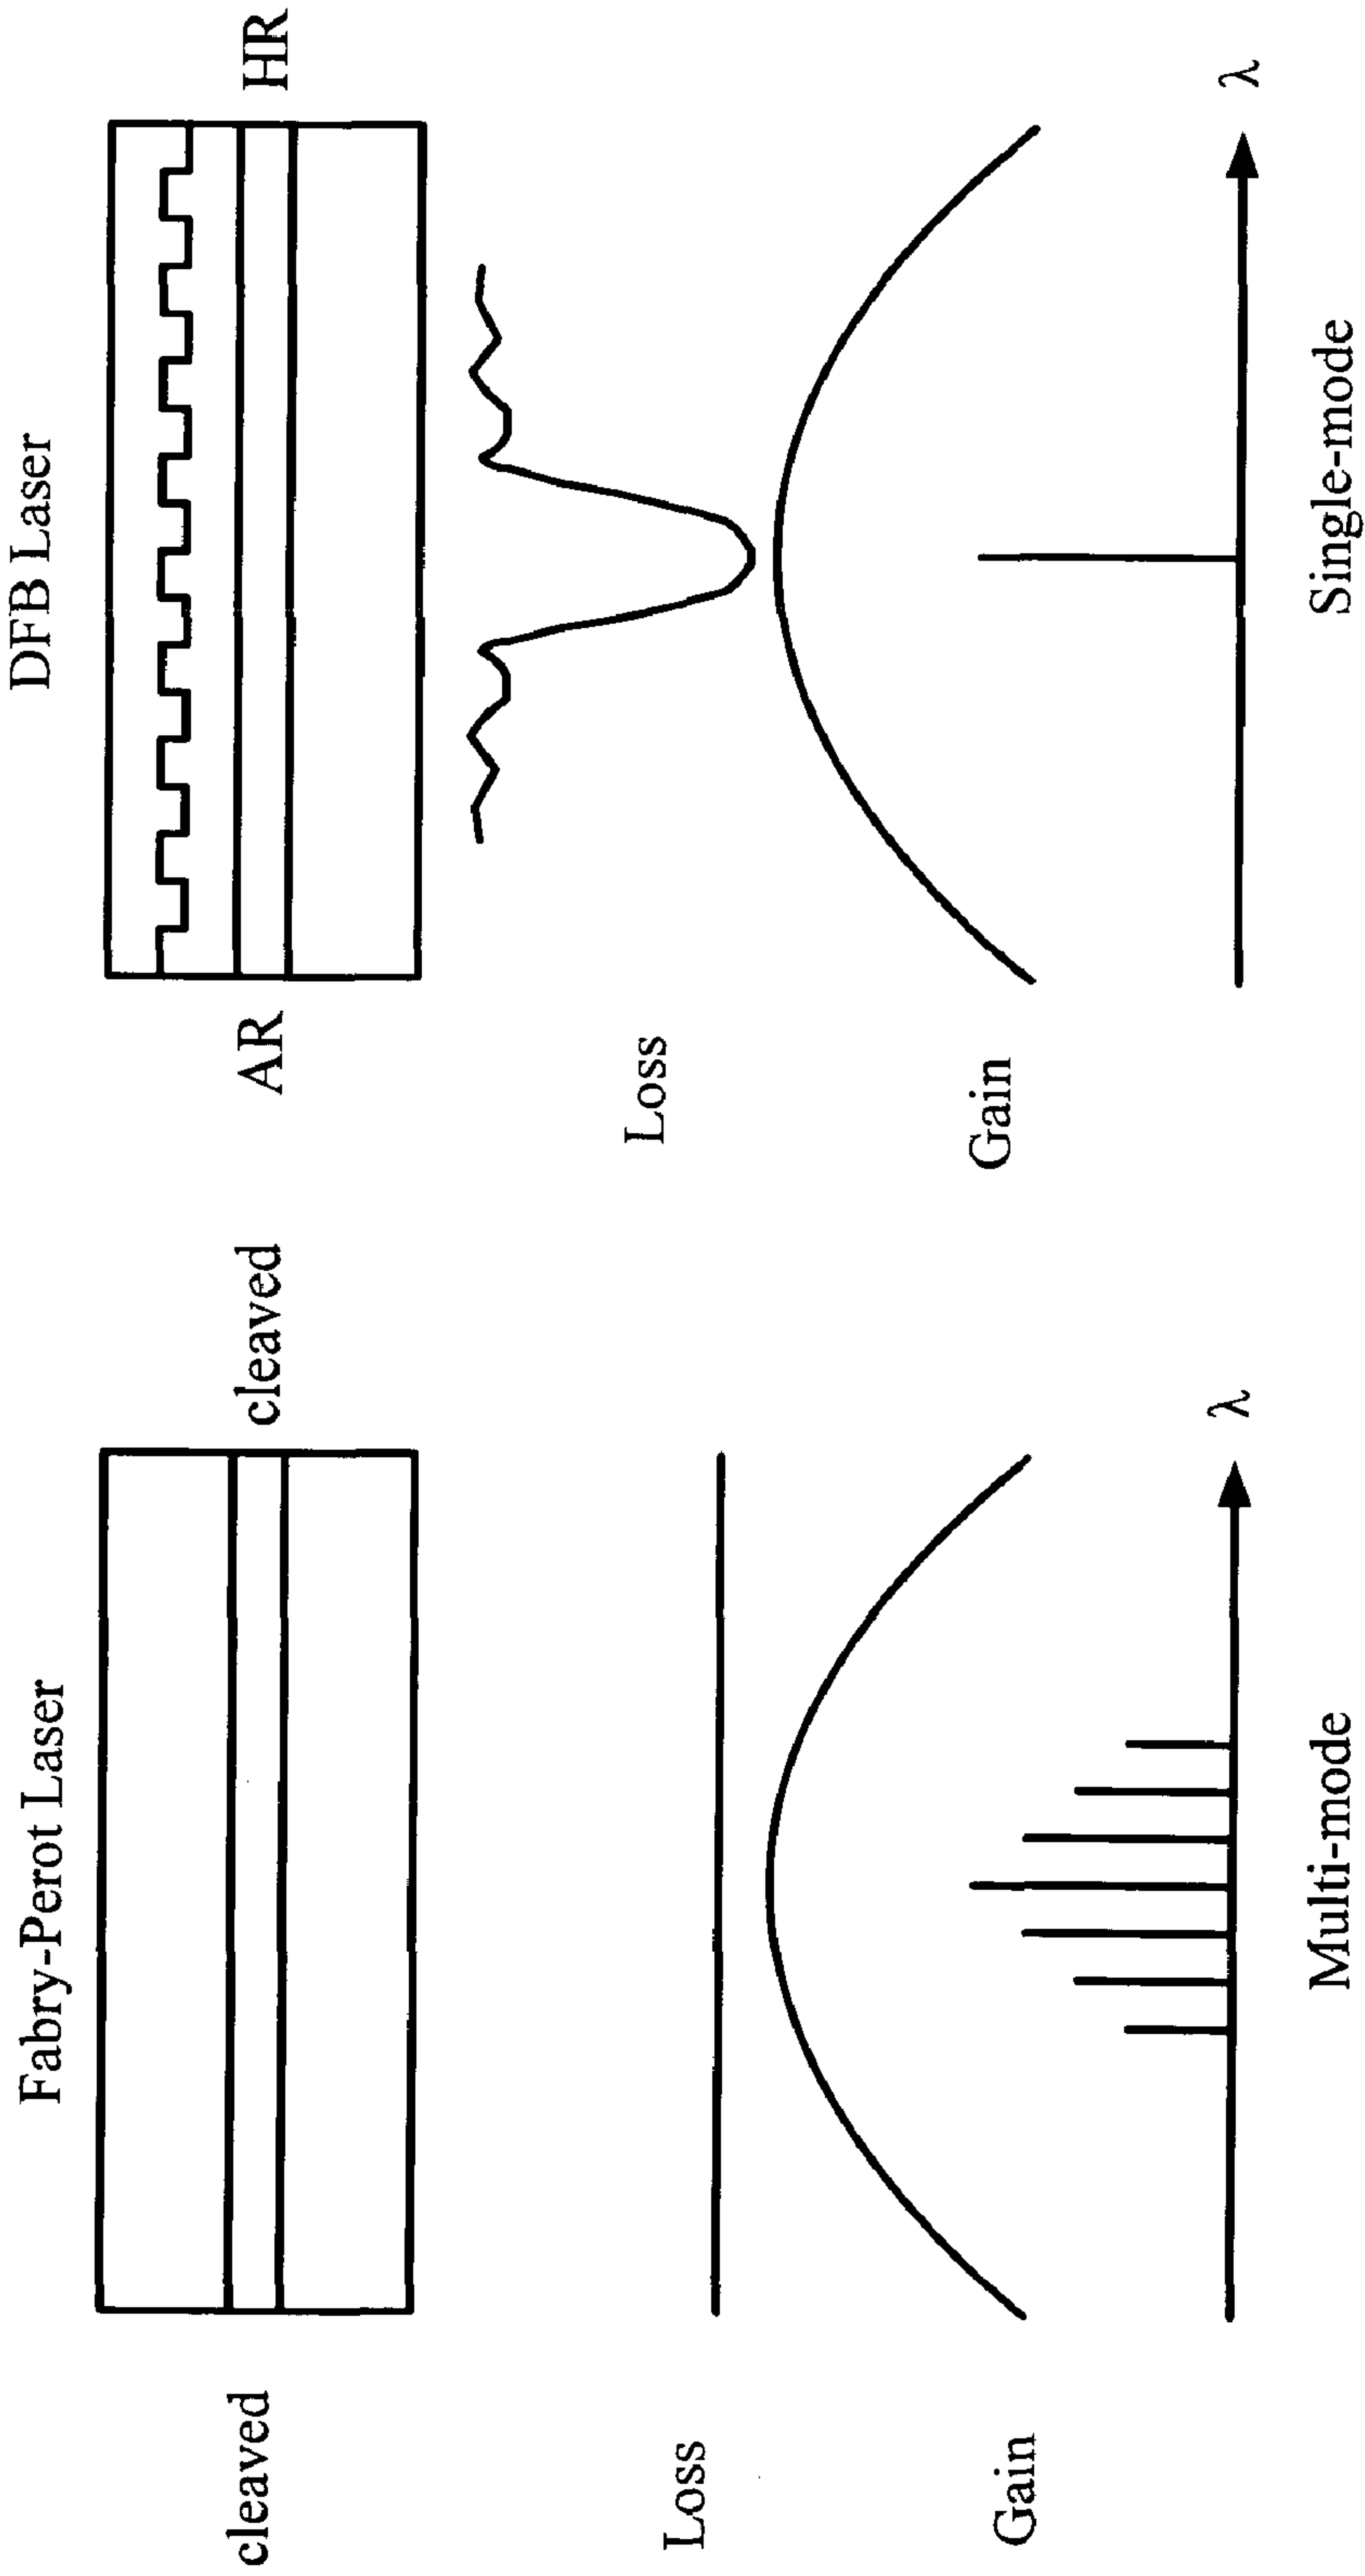 Fabry-Perot Laser
cleaved
cleaved
Loss
Gain
λ
Multi-mode
DFB Laser
AR
HR
Loss
Gain
λ
Single-mode